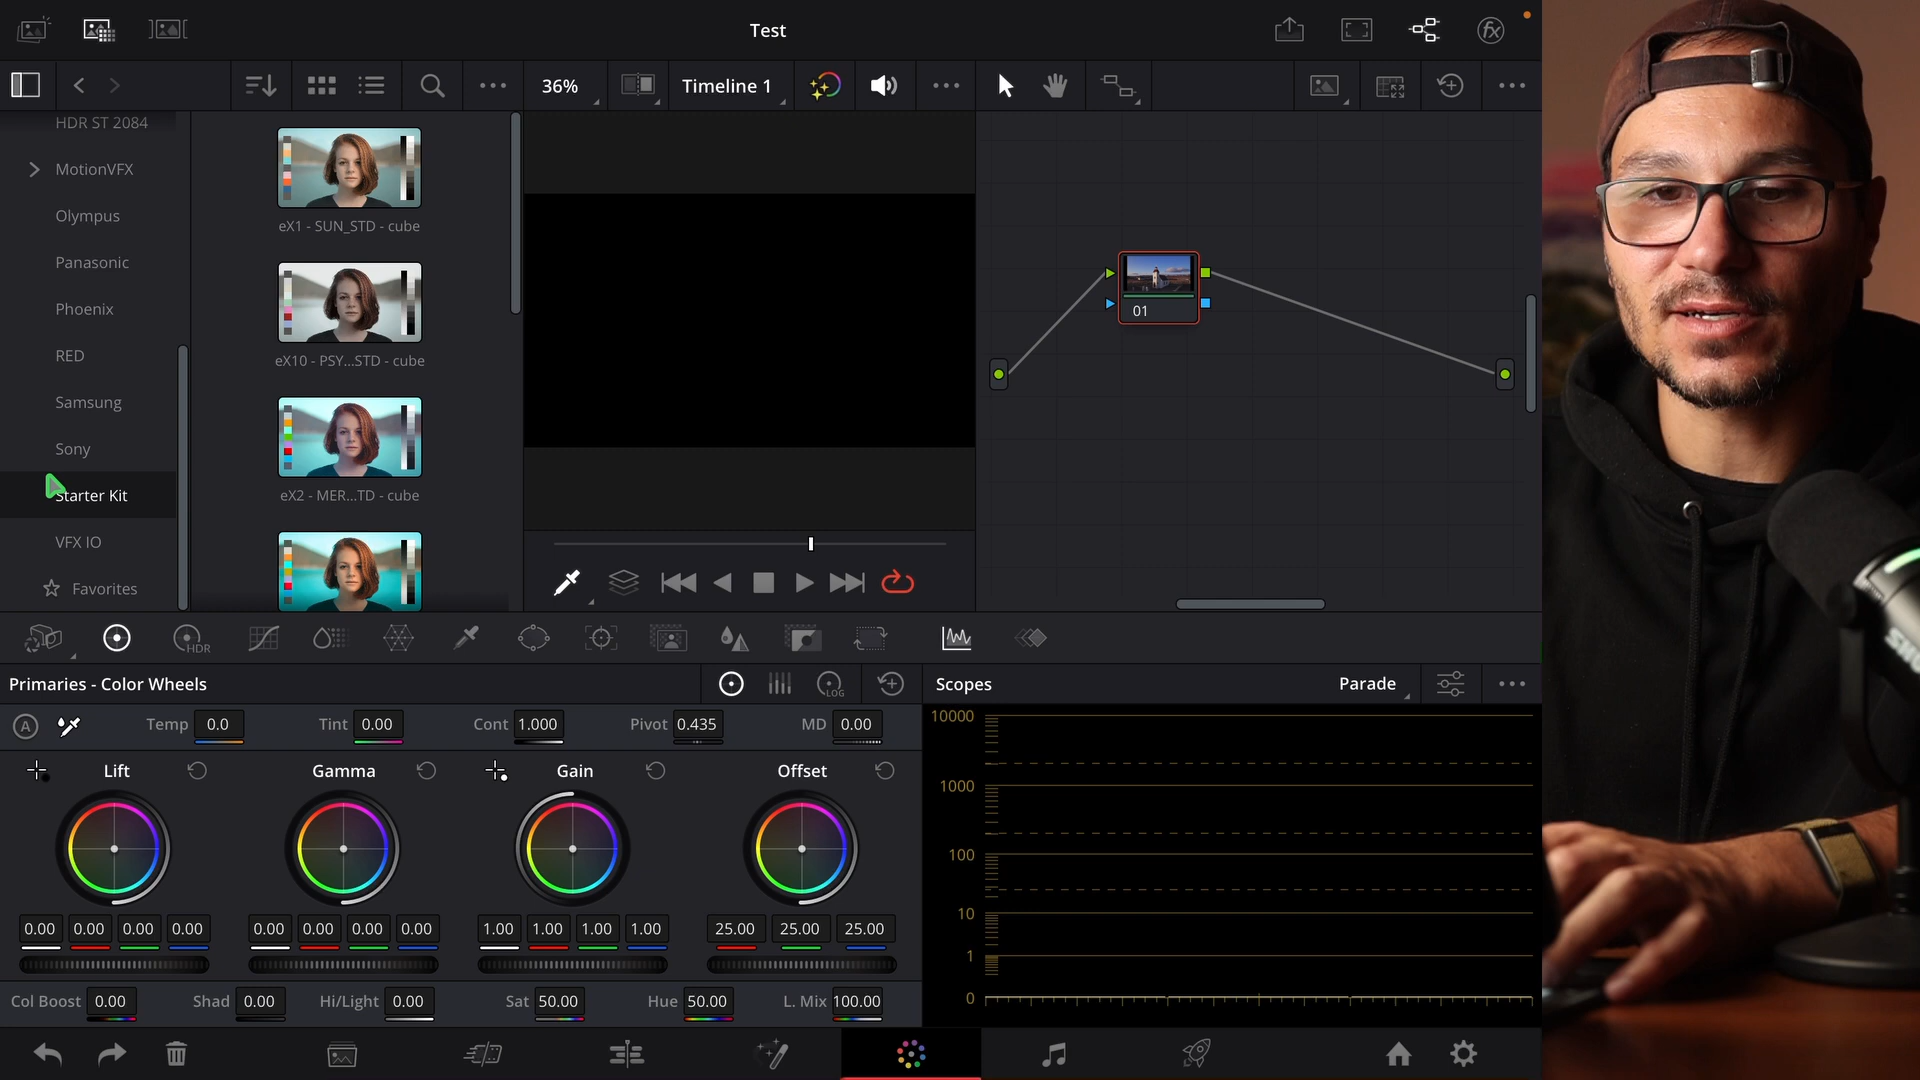 Test
36%
Timeline 1
HDR ST 2084
MotionVFX
Olympus
Panasonic
Phoenix
RED
Samsung
Sony
Starter Kit
VFX IO
Favorites
eX1 - SUN_STD - cube
eX10 - PSY...STD - cube
eX2 - MER...TD - cube
01
HDR
Primaries - Color Wheels
LOG
Scopes
Parade
Temp 0.0
Tint 0.00
Cont 1.000
Pivot 0.435
MD 0.00
Lift
Gamma
Gain
Offset
0.00 0.00 0.00 0.00
0.00 0.00 0.00 0.00
1.00 1.00 1.00 1.00
25.00 25.00 25.00
Col Boost 0.00
Shad 0.00
Hi/Light 0.00
Sat 50.00
Hue 50.00
L. Mix 100.00
10000
1000
100
10
1
0